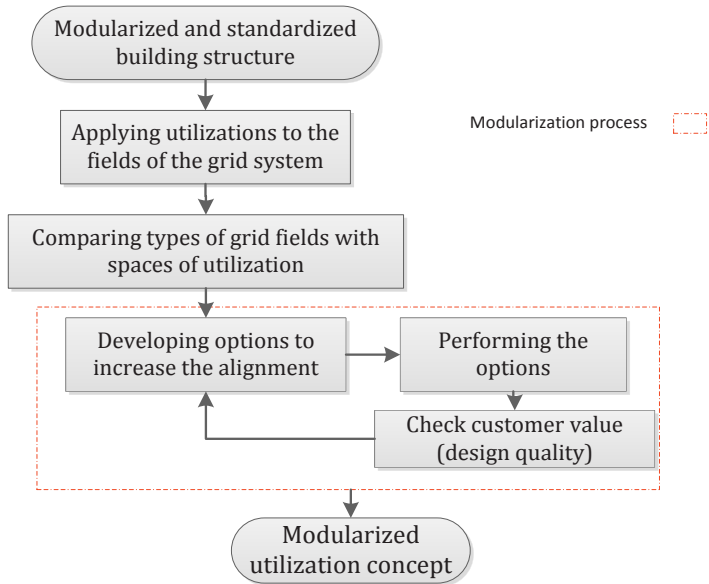 Modularized and standardized
building structure
Applying utilizations to the
fields of the grid system
Modularization process
Comparing types of grid fields with
spaces of utilization
Developing options to
increase the alignment
Performing the
options
Check customer value
(design quality)
Modularized
utilization concept